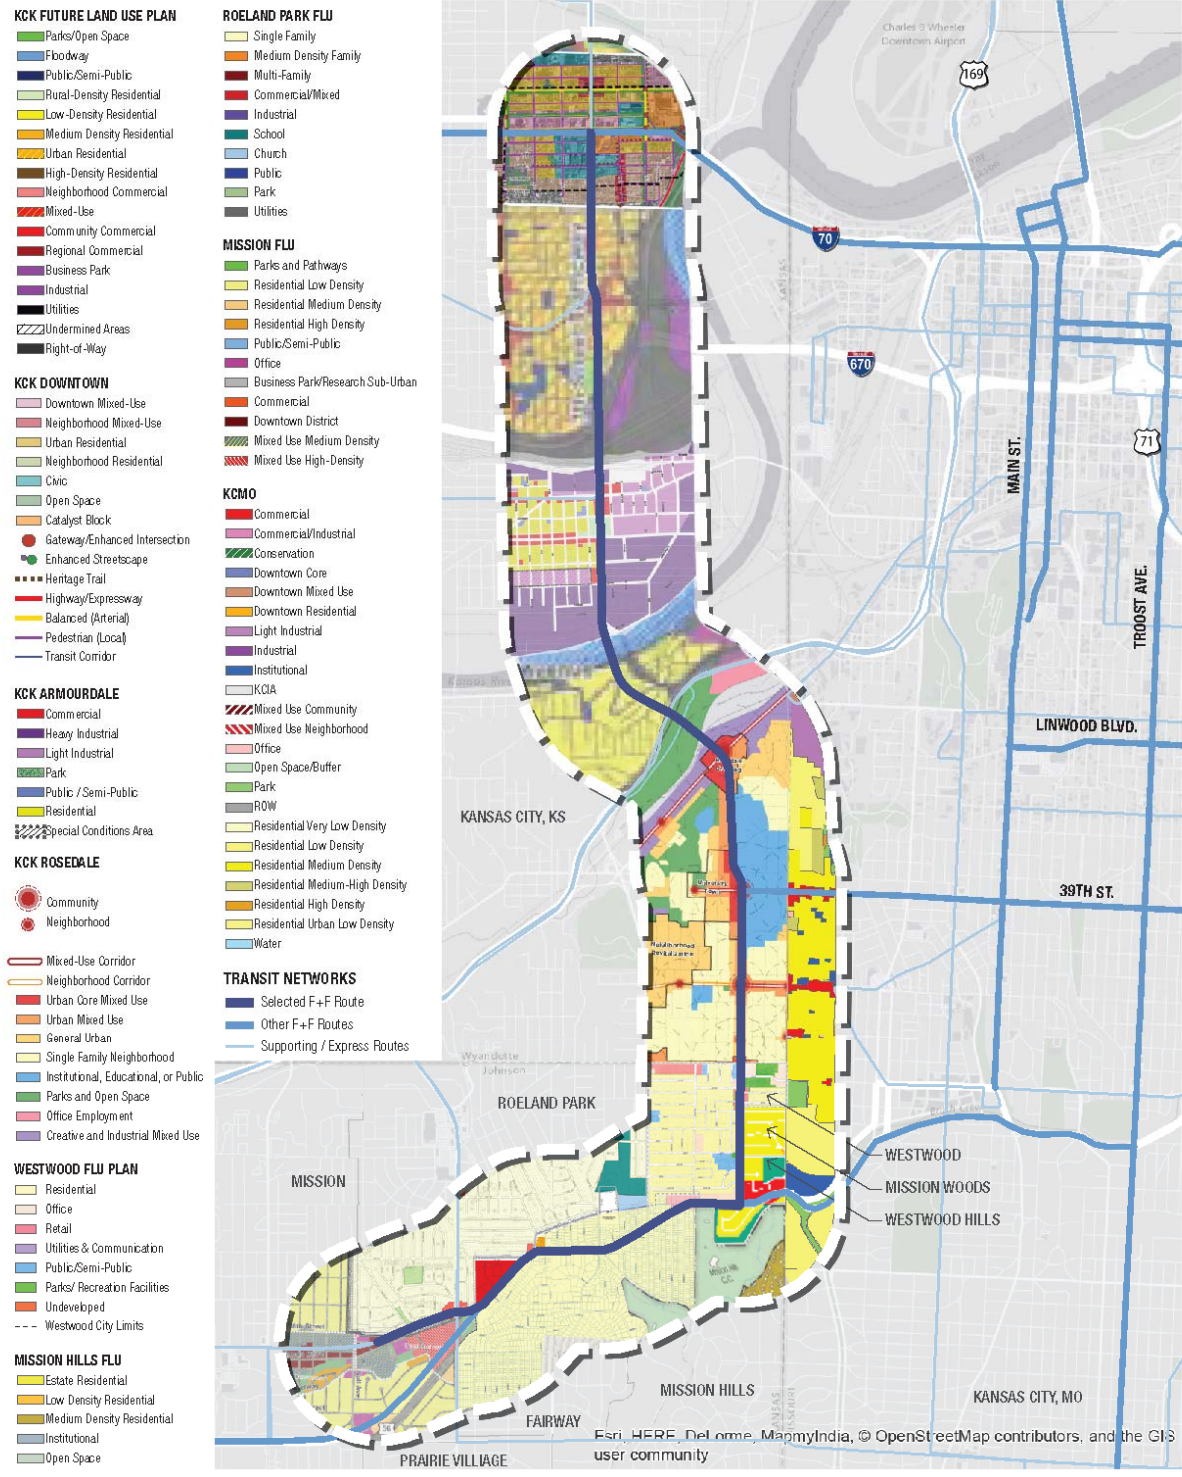 KCK FUTURE LAND USE PLAN
Parks/Open Space
Floodway
Public/Semi-Public
Rural-Density Residential
Low-Density Residential
Medium Density Residential
Urban Residential
High-Density Residential
Neighborhood Commercial
Mixed-Use
Community Commercial
Regional Commercial
Business Park
Industrial
Utilities
Undermined Areas
Right-of-Way
KCK DOWNTOWN
Downtown Mixed-Use
Neighborhood Mixed-Use
Urban Residential
Neighborhood Residential
Civic
Open Space
Catalyst Block
Gateway/Enhanced Intersection
Enhanced Streetscape
Heritage Trail
Highway/Expressway
Balanced (Arterial)
Pedestrian (Local)
Transit Corridor
KCK ARMOURDALE
Commercial
Heavy Industrial
Light Industrial
Park
Public / Semi-Public
Residential
Special Conditions Area
KCK ROSEDALE
Community
Neighborhood
Mixed-Use Corridor
Neighborhood Corridor
Urban Core Mixed Use
Urban Mixed Use
General Urban
Single Family Neighborhood
Institutional, Educational, or Public
Parks and Open Space
Office Employment
Creative and Industrial Mixed Use
WESTWOOD FLU PLAN
Residential
Office
Retail
Utilities & Communication
Public/Semi-Public
Parks/ Recreation Facilities
Undeveloped
Westwood City Limits
MISSION HILLS FLU
Estate Residential
Low Density Residential
Medium Density Residential
Institutional
Open Space
ROELAND PARK FLU
Single Family
Medium Density Family
Multi-Family
Commercial/Mixed
Industrial
School
Church
Public
Park
Utilities
MISSION FLU
Parks and Pathways
Residential Low Density
Residential Medium Density
Residential High Density
Public/Semi-Public
Office
Business Park/Research Sub-Urban
Commercial
Downtown District
Mixed Use Medium Density
Mixed Use High-Density
KCMO
Commercial
Commercial/Industrial
Conservation
Downtown Core
Downtown Mixed Use
Downtown Residential
Light Industrial
Industrial
Institutional
KCIA
Mixed Use Community
Mixed Use Neighborhood
Office
Open Space/Buffer
Park
ROW
Residential Very Low Density
Residential Low Density
Residential Medium Density
Residential Medium-High Density
Residential High Density
Residential Urban Low Density
Water
TRANSIT NETWORKS
Selected F+F Route
Other F+F Routes
Supporting / Express Routes
Charles B Wheeler
Downtown Airport
169
70
670
71
MAIN ST.
TROOST AVE.
LINWOOD BLVD.
39TH ST.
KANSAS CITY, KS
Wyandotte
Johnson
ROELAND PARK
MISSION
WESTWOOD
MISSION WOODS
WESTWOOD HILLS
MISSION HILLS
KANSAS CITY, MO
FAIRWAY
PRAIRIE VILLIAGE
KANSAS
Esri, HERE, DeLorme, MapmyIndia, © OpenStreetMap contributors, and the GIS
user community